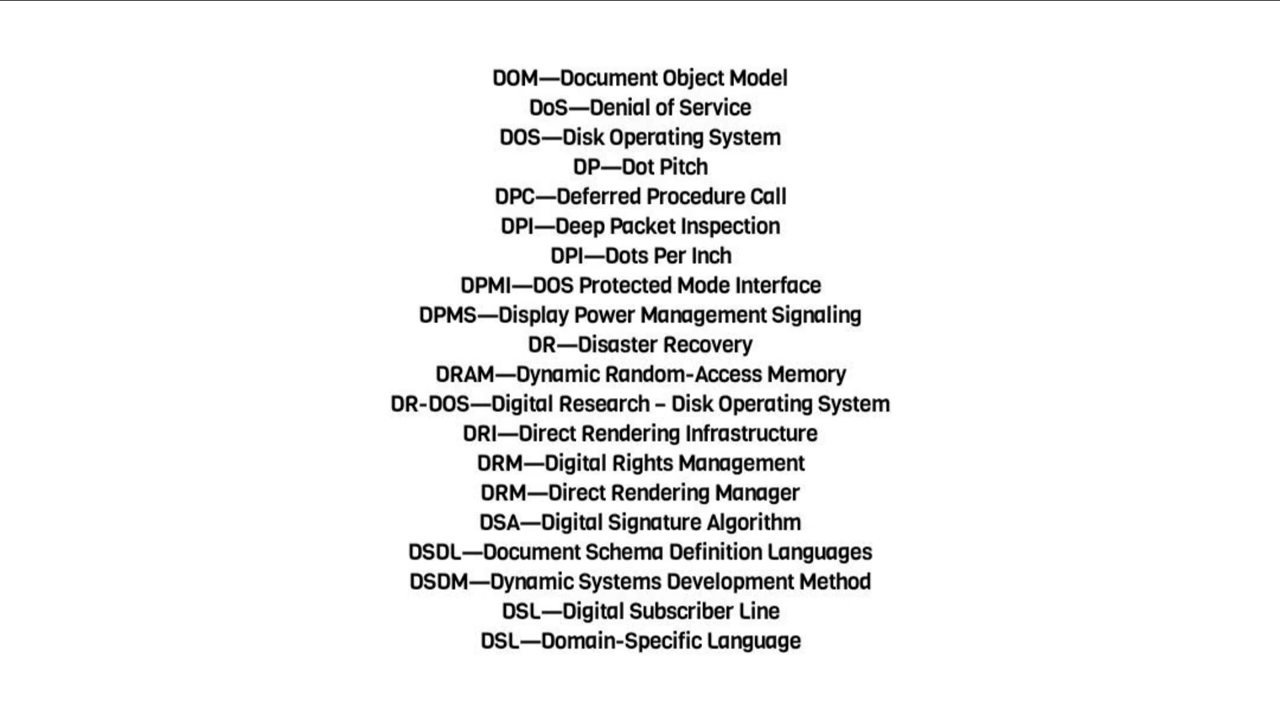 DOM—Document Object Model
DoS—Denial of Service
DOS—Disk Operating System
DP—Dot Pitch
DPC—Deferred Procedure Call
DPI—Deep Packet Inspection
DPI—Dots Per Inch
DPMI—DOS Protected Mode Interface
DPMS—Display Power Management Signaling
DR—Disaster Recovery
DRAM—Dynamic Random-Access Memory
DR-DOS—Digital Research – Disk Operating System
DRI—Direct Rendering Infrastructure
DRM—Digital Rights Management
DRM—Direct Rendering Manager
DSA—Digital Signature Algorithm
DSDL—Document Schema Definition Languages
DSDM—Dynamic Systems Development Method
DSL—Digital Subscriber Line
DSL—Domain-Specific Language